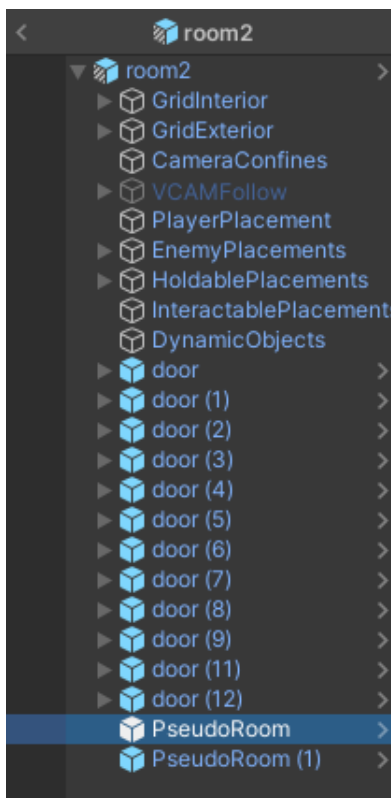 room2
room2
GridInterior
GridExterior
CameraConfines
VCAMFollow
PlayerPlacement
EnemyPlacements
HoldablePlacements
InteractablePlacements
DynamicObjects
door
door (1)
door (2)
door (3)
door (4)
door (5)
door (6)
door (7)
door (8)
door (9)
door (11)
door (12)
PseudoRoom
PseudoRoom (1)